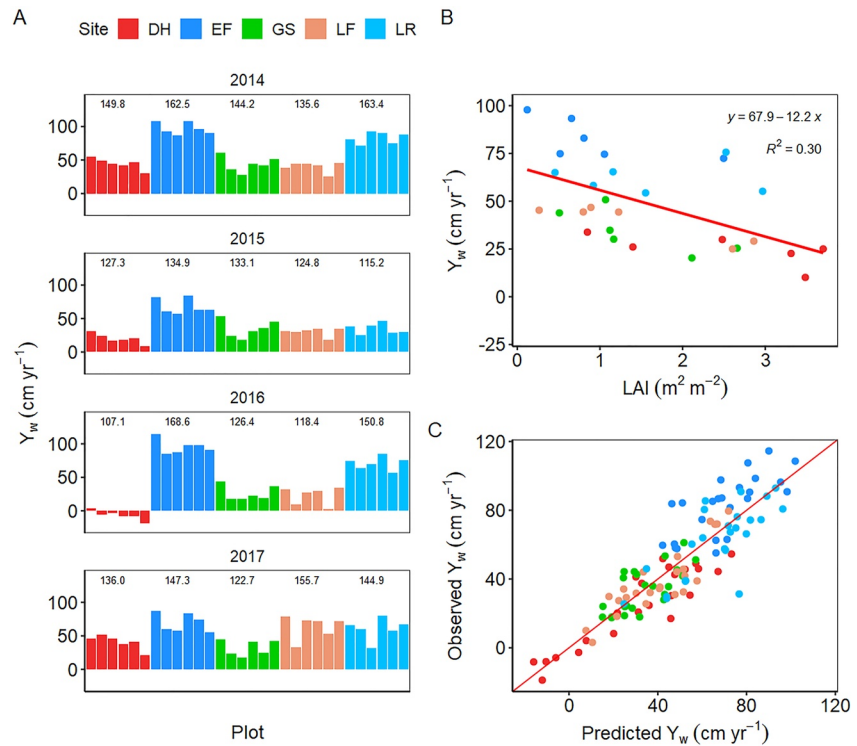 A
Site DH EF GS LF LR
2014
149.8 162.5 144.2 135.6 163.4
100
50
0
2015
127.3 134.9 133.1 124.8 115.2
100
50
0
2016
107.1 168.6 126.4 118.4 150.8
100
50
0
2017
136.0 147.3 122.7 155.7 144.9
100
50
0
Yw (cm yr⁻¹)
Plot
B
y = 67.9 − 12.2 x
R² = 0.30
100
75
50
25
0
-25
0 1 2 3
Yw (cm yr⁻¹)
LAI (m² m⁻²)
C
120
80
40
0
0 40 80 120
Observed Yw (cm yr⁻¹)
Predicted Yw (cm yr⁻¹)